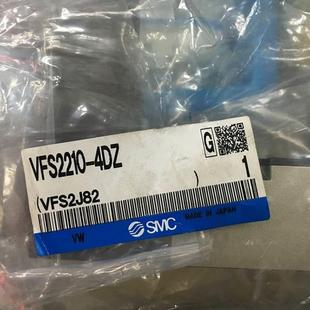 VFS2210-4DZ
G
(VFS2J82 ) 1
VW SMC MADE IN JAPAN